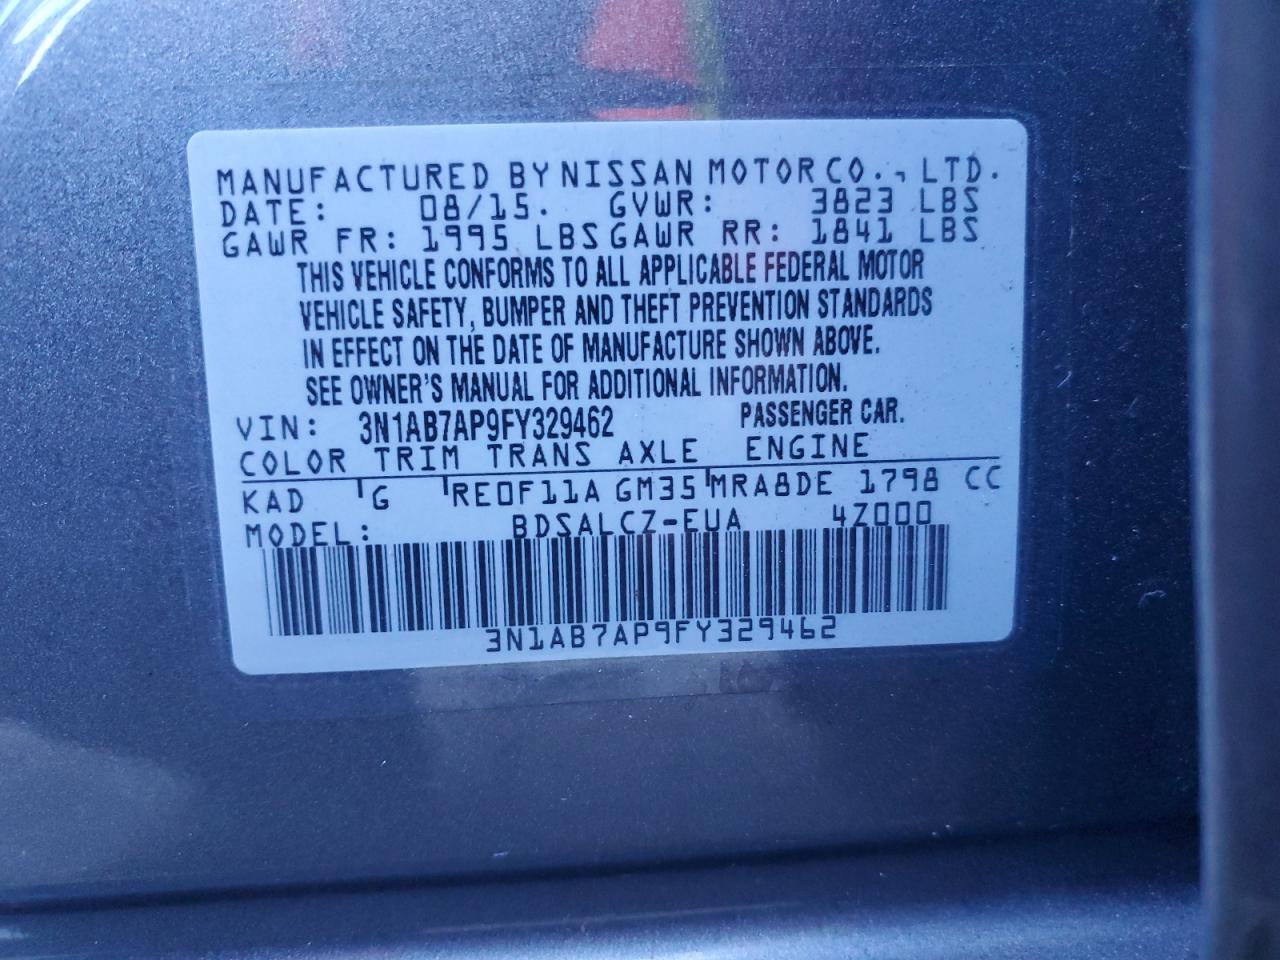 MANUFACTURED BY NISSAN MOTOR CO., LTD.
DATE: 08/15. GVWR: 3823 LBS
GAWR FR: 1995 LBS GAWR RR: 1841 LBS
THIS VEHICLE CONFORMS TO ALL APPLICABLE FEDERAL MOTOR
VEHICLE SAFETY, BUMPER AND THEFT PREVENTION STANDARDS
IN EFFECT ON THE DATE OF MANUFACTURE SHOWN ABOVE.
SEE OWNER'S MANUAL FOR ADDITIONAL INFORMATION.
VIN: 3N1AB7AP9FY329462 PASSENGER CAR.
COLOR TRIM TRANS AXLE ENGINE
KAD G RE0F11A GM35 MRA8DE 1798 CC
MODEL: BDSALCZ-EUA 4Z000
3N1AB7AP9FY329462